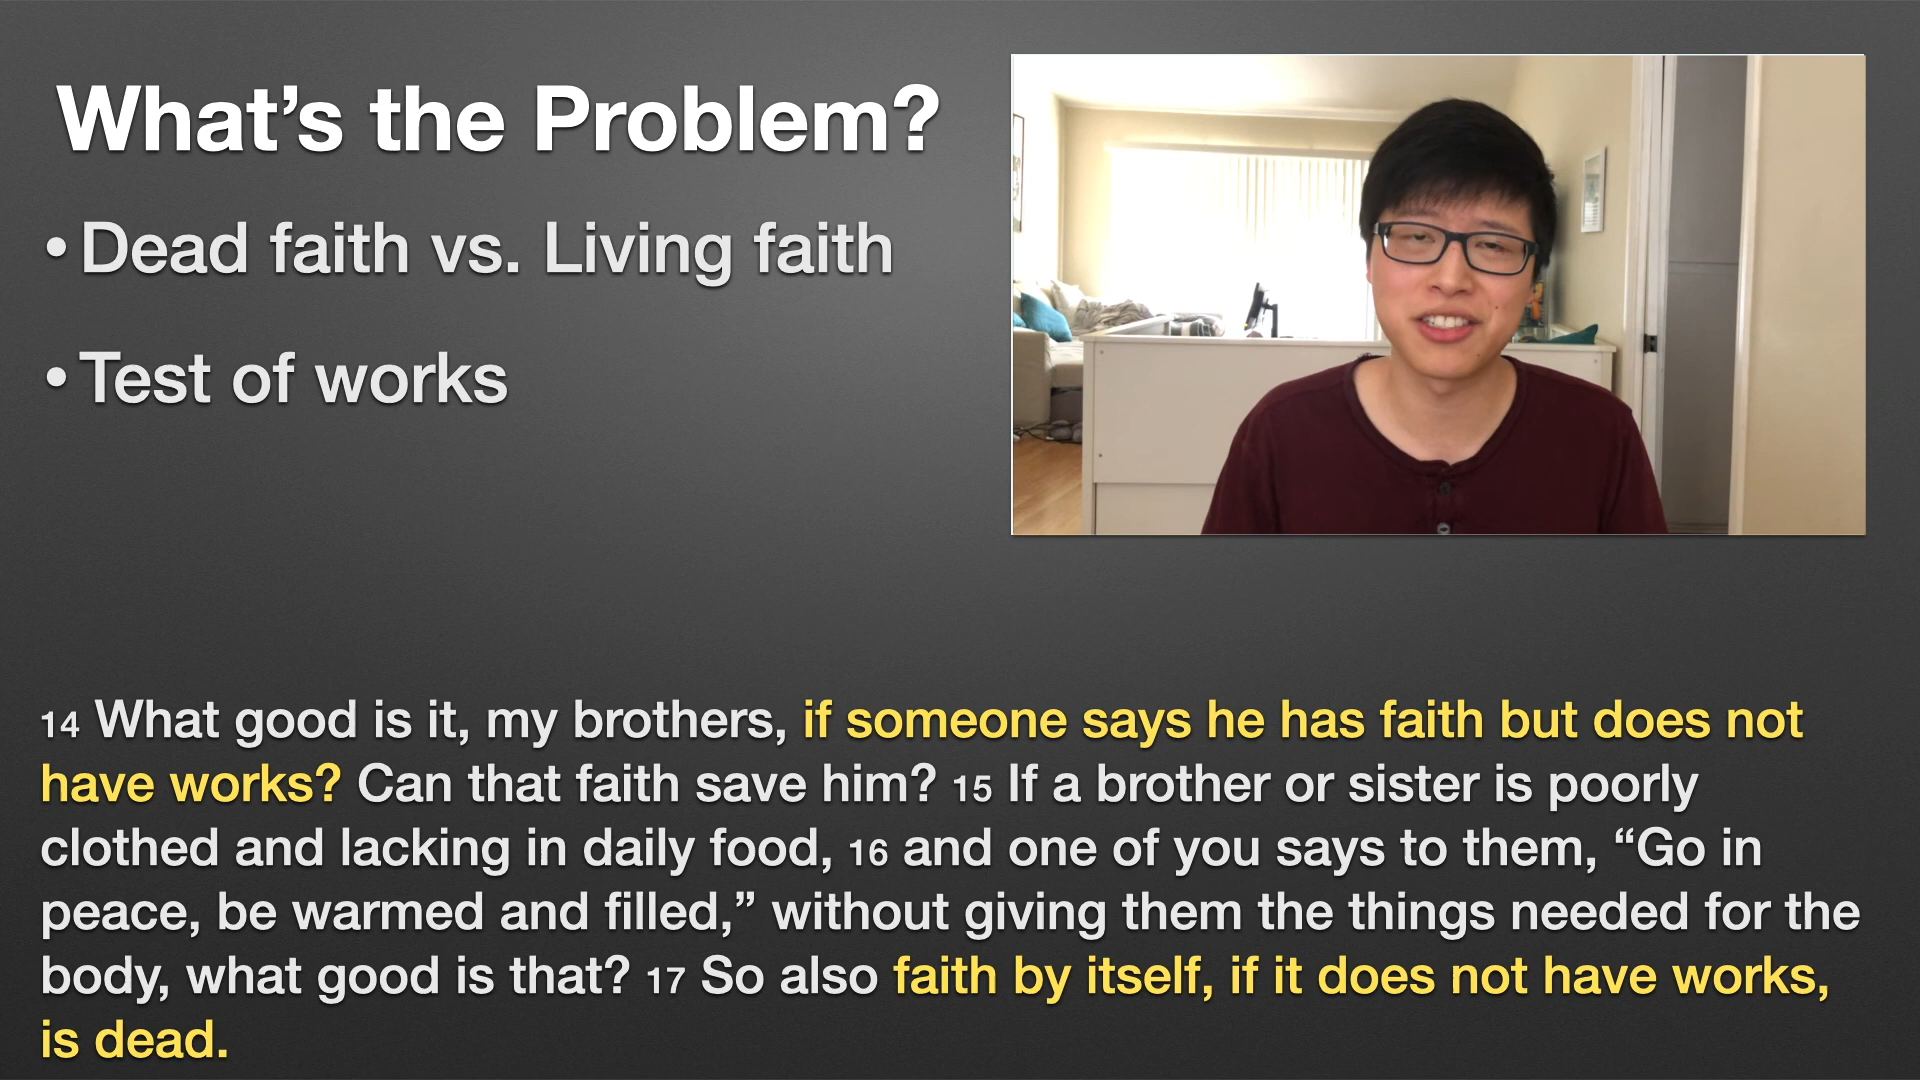 What’s the Problem?
•Dead faith vs. Living faith
•Test of works
14 What good is it, my brothers, if someone says he has faith but does not
have works? Can that faith save him? 15 If a brother or sister is poorly
clothed and lacking in daily food, 16 and one of you says to them, “Go in
peace, be warmed and filled,” without giving them the things needed for the
body, what good is that? 17 So also faith by itself, if it does not have works,
is dead.